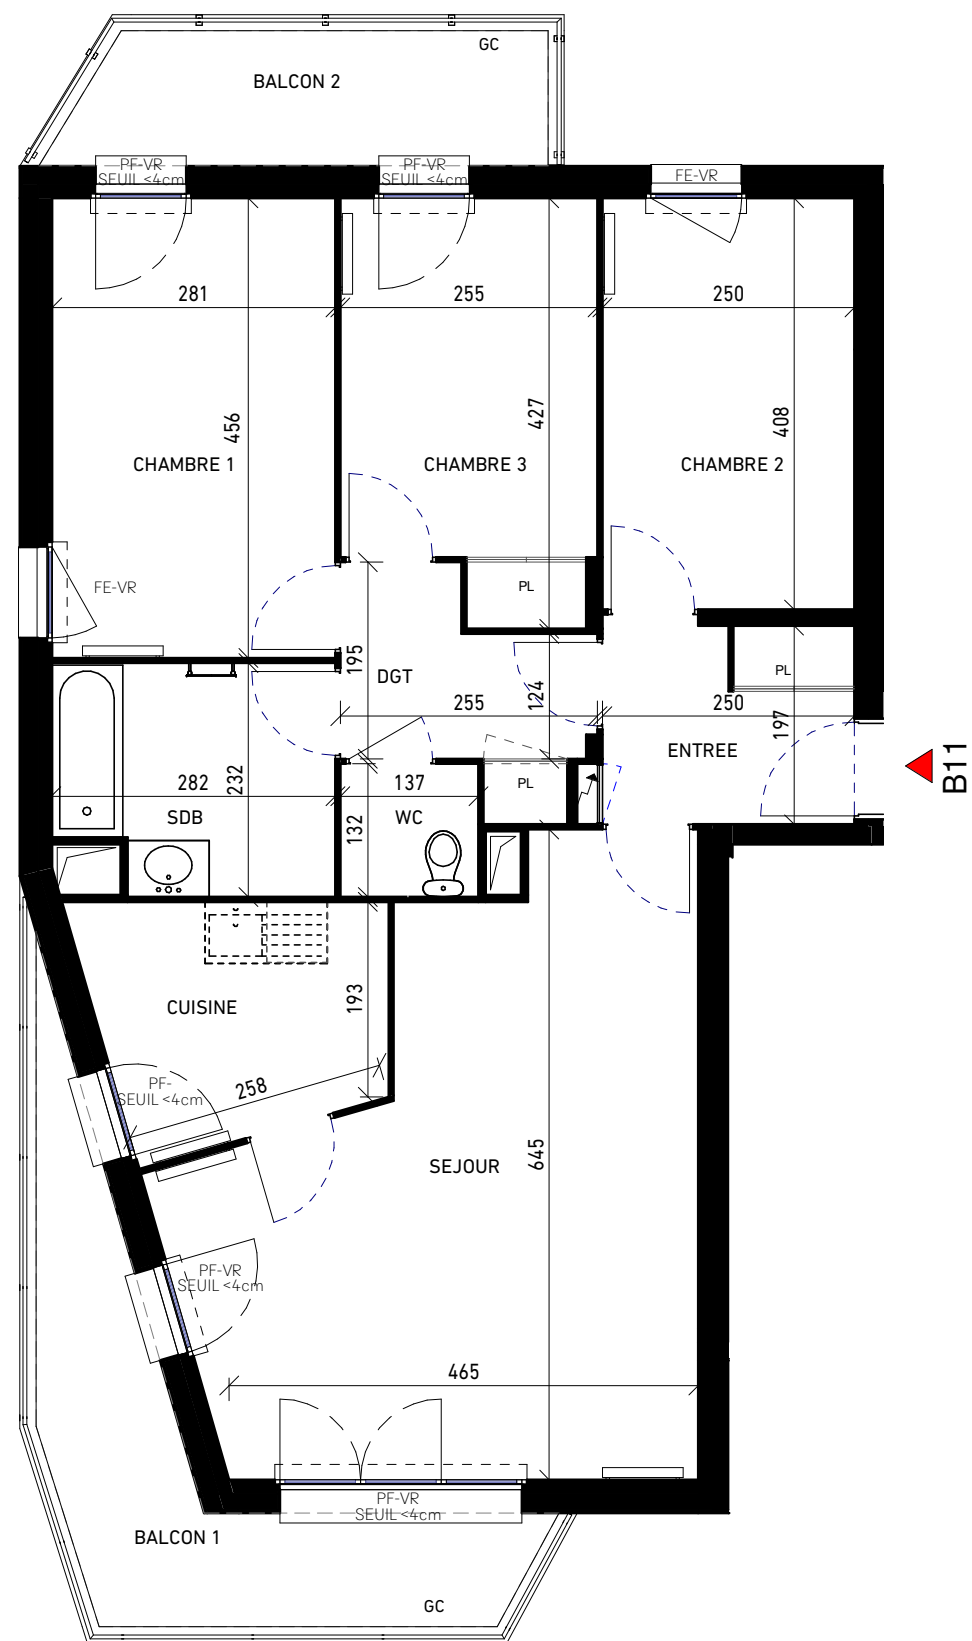 GC
BALCON 2
PF-VR
SEUIL <4cm
PF-VR
SEUIL <4cm
FE-VR
281
255
250
456
427
408
CHAMBRE 1
CHAMBRE 3
CHAMBRE 2
FE-VR
PL
195
DGT
124
PL
255
250
197
ENTREE
B11
282
232
137
PL
SDB
132
WC
193
CUISINE
PF-
SEUIL <4cm
258
645
SEJOUR
PF-VR
SEUIL <4cm
465
PF-VR
SEUIL <4cm
BALCON 1
GC